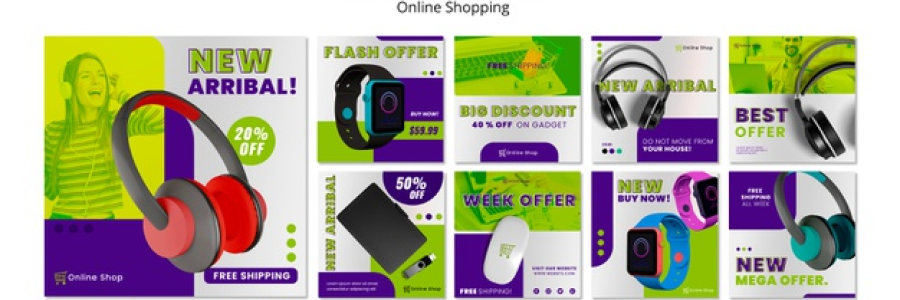 Online Shopping
NEW
ARRIBAL!
20%
OFF
Online Shop
FREE SHIPPING
FLASH OFFER
BUY NOW!
$59.99
FREE SHIPPING!
BIG DISCOUNT
40 % OFF ON GADGET
Online Shop
Online Shop
NEW ARRIBAL
DO NOT MOVE FROM
YOUR HOUSE!
BEST
OFFER
NEW ARRIBAL
50%
OFF
Online Shop
WEEK OFFER
VISIT OUR WEBSITE
FREE SHIPPING!
NEW
BUY NOW!
Online Shop
FREE
SHIPPING
ALL WEEK
NEW
MEGA OFFER.